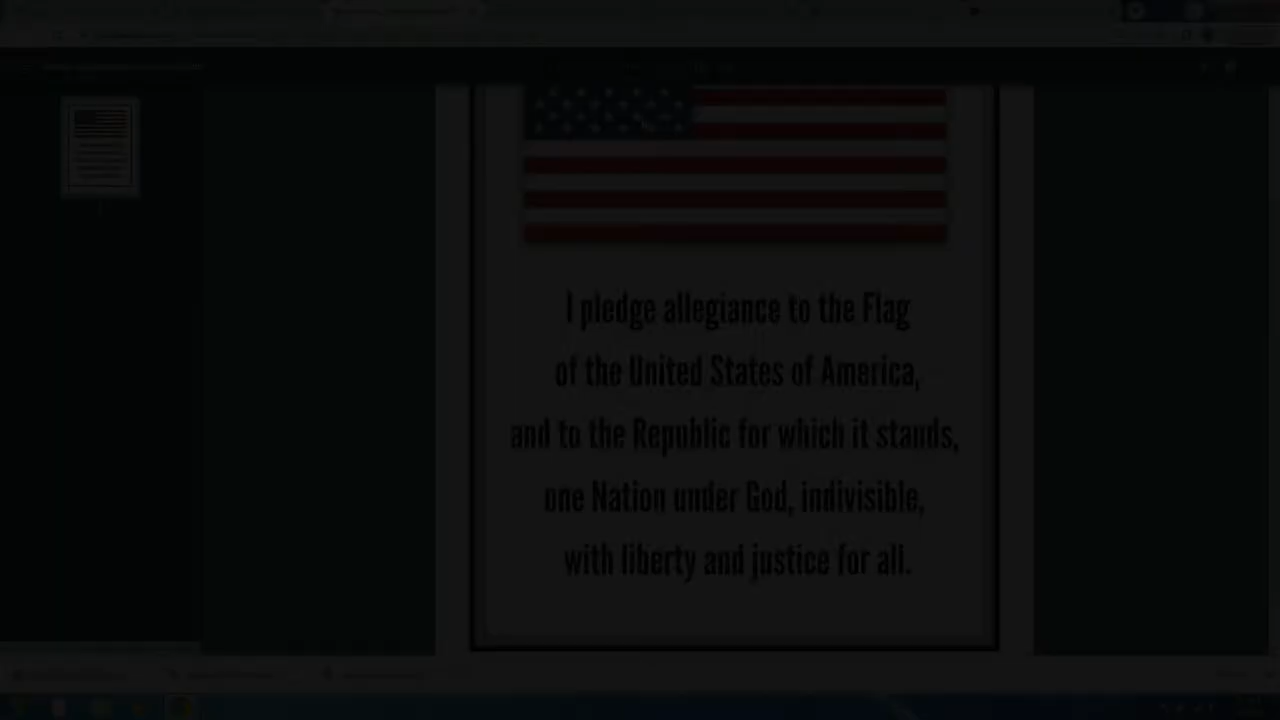 I pledge allegiance to the Flag
of the United States of America,
and to the Republic for which it stands,
one Nation under God, indivisible,
with liberty and justice for all.